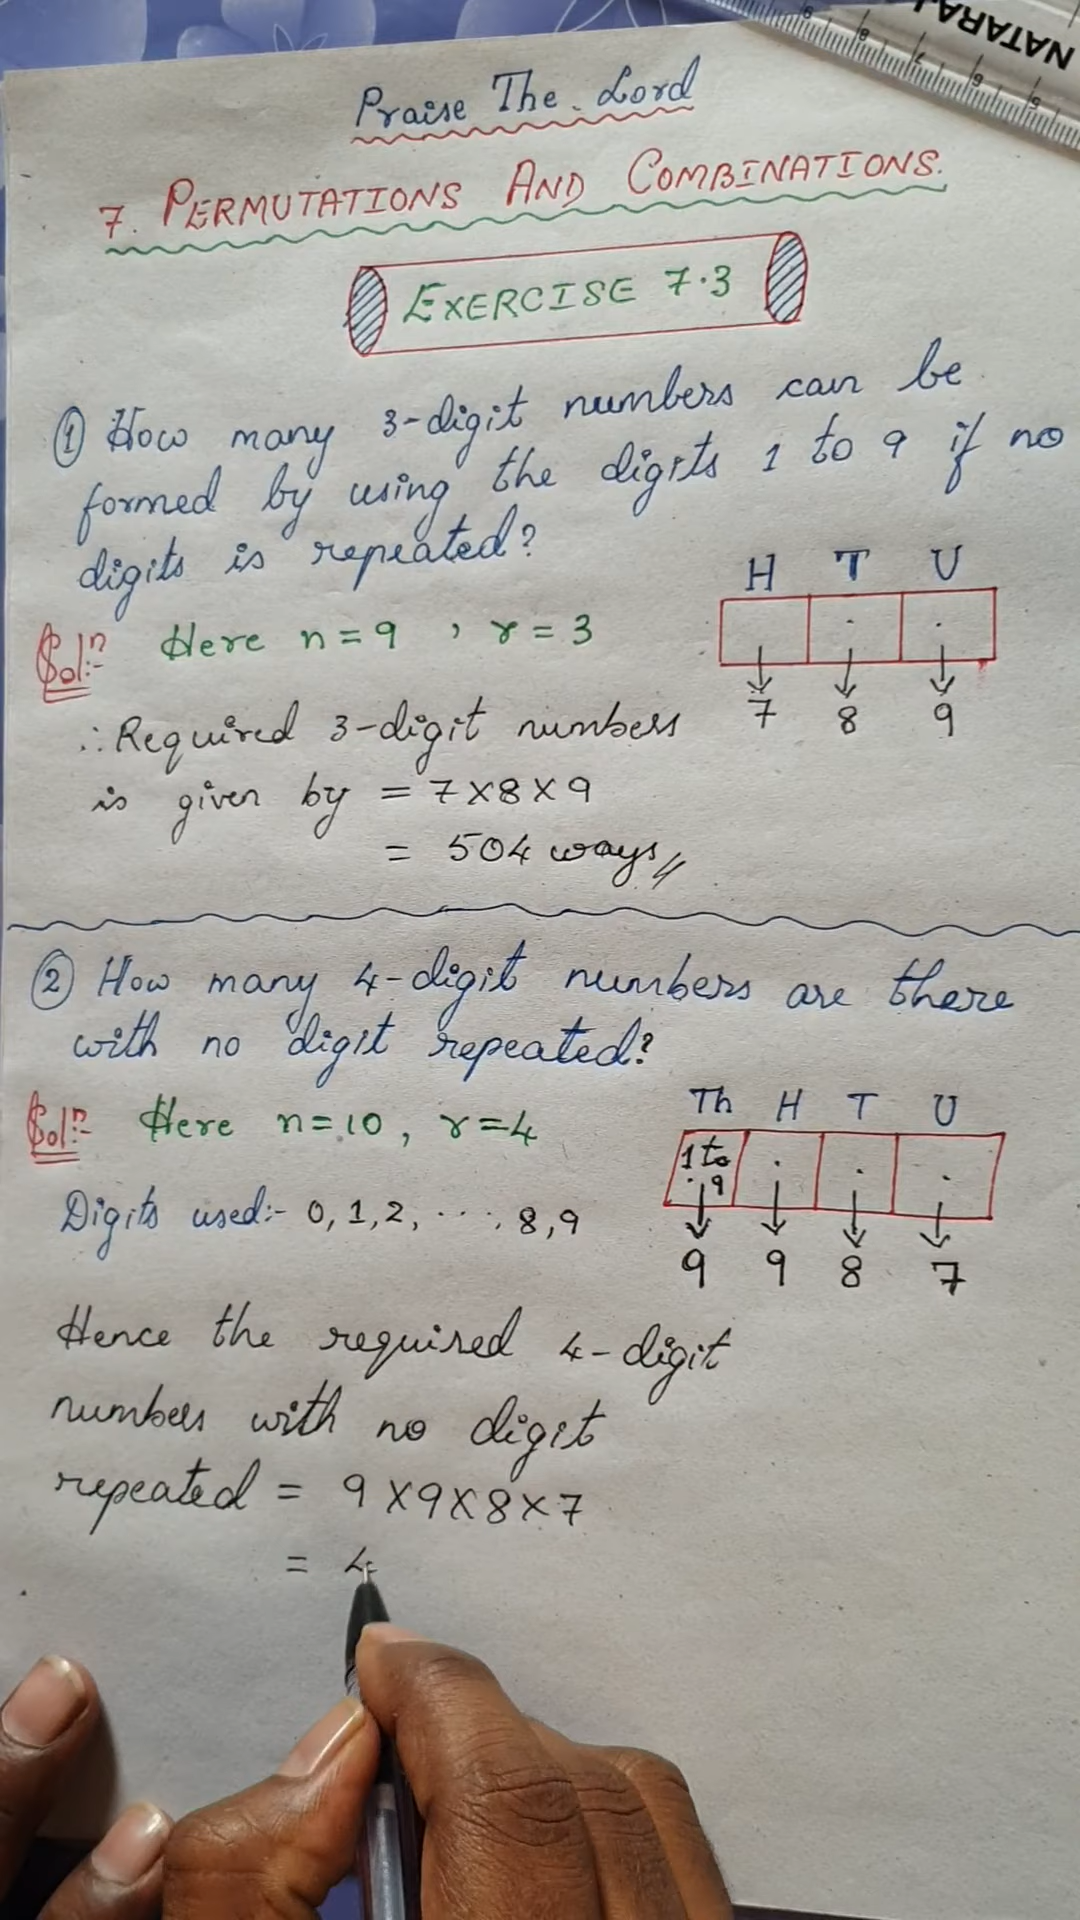 NATARAJ
Praise The Lord
7. PERMUTATIONS AND COMBINATIONS.
EXERCISE 7.3
① How many 3-digit numbers can be
formed by using the digits 1 to 9 if no
digits is repeated?
H T U
Solⁿ:- Here n = 9 , r = 3
7 8 9
∴ Required 3-digit numbers
is given by = 7 X 8 X 9
= 504 ways //
② How many 4-digit numbers are there
with no digit repeated?
Th H T U
Solⁿ:- Here n = 10 , r = 4
1 to 9
Digits used:- 0, 1, 2, ...., 8, 9
9 9 8 7
Hence the required 4-digit
numbers with no digit
repeated = 9 X 9 X 8 X 7
= 4